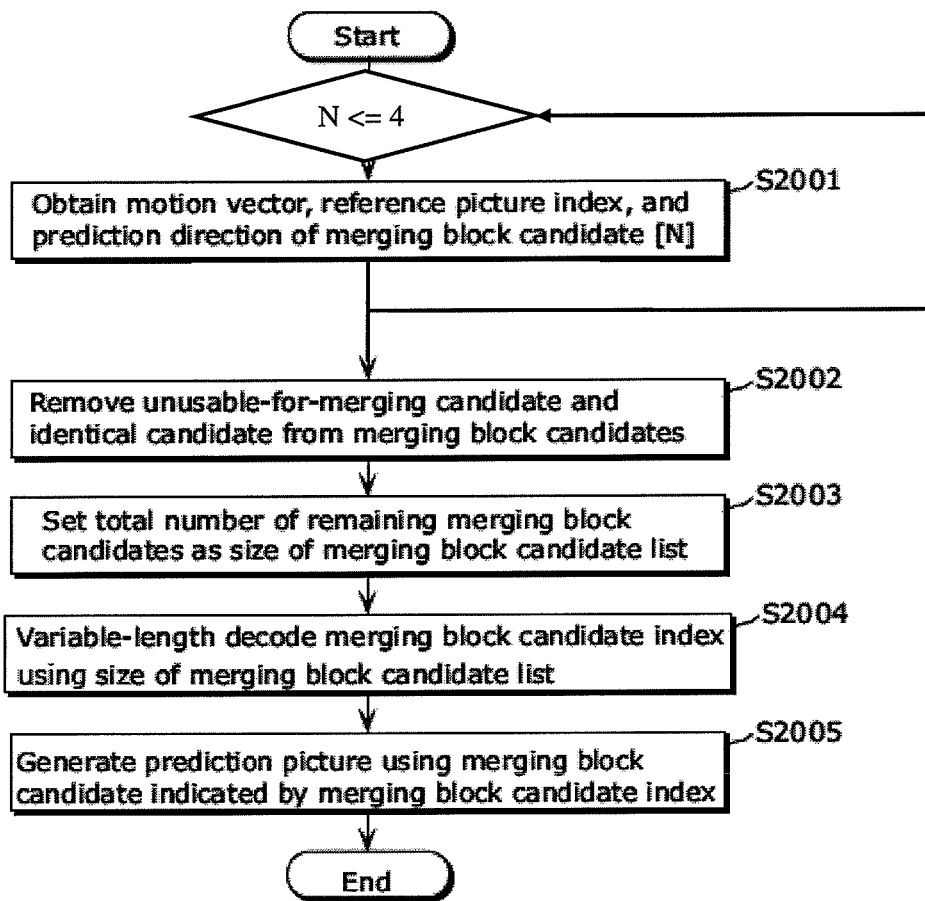 Start
N <= 4
S2001
Obtain motion vector, reference picture index, and
prediction direction of merging block candidate [N]
S2002
Remove unusable-for-merging candidate and
identical candidate from merging block candidates
S2003
Set total number of remaining merging block
candidates as size of merging block candidate list
S2004
Variable-length decode merging block candidate index
using size of merging block candidate list
S2005
Generate prediction picture using merging block
candidate indicated by merging block candidate index
End